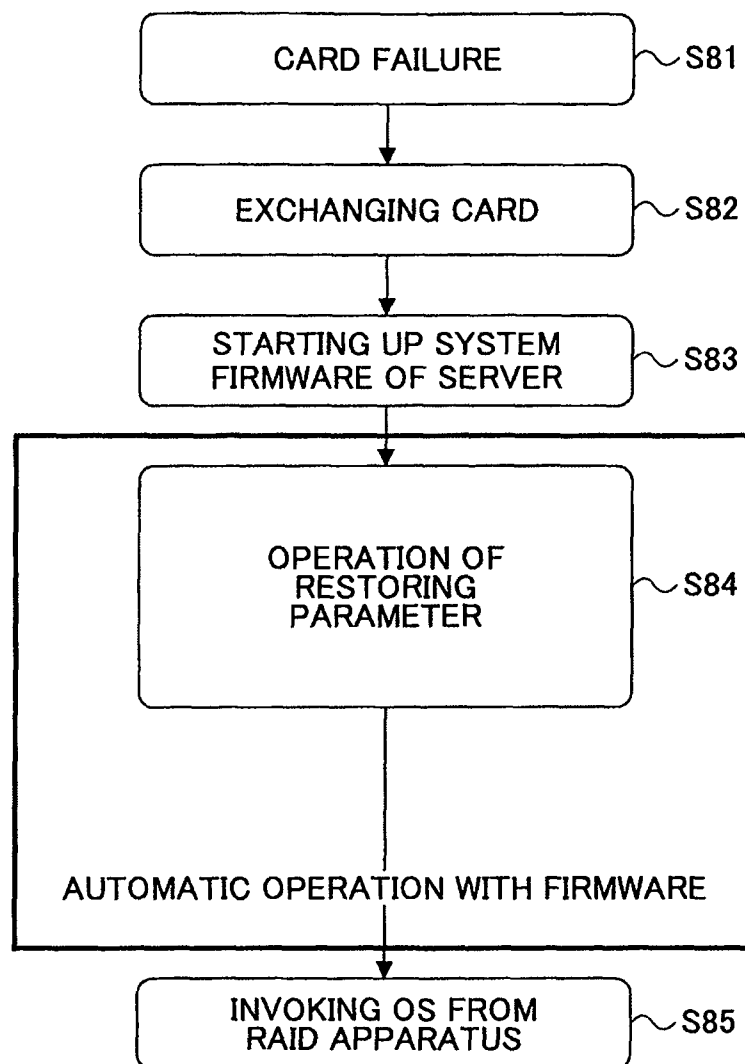 CARD FAILURE
S81
EXCHANGING CARD
S82
STARTING UP SYSTEM
FIRMWARE OF SERVER
S83
OPERATION OF
RESTORING
PARAMETER
S84
AUTOMATIC OPERATION WITH FIRMWARE
INVOKING OS FROM
RAID APPARATUS
S85